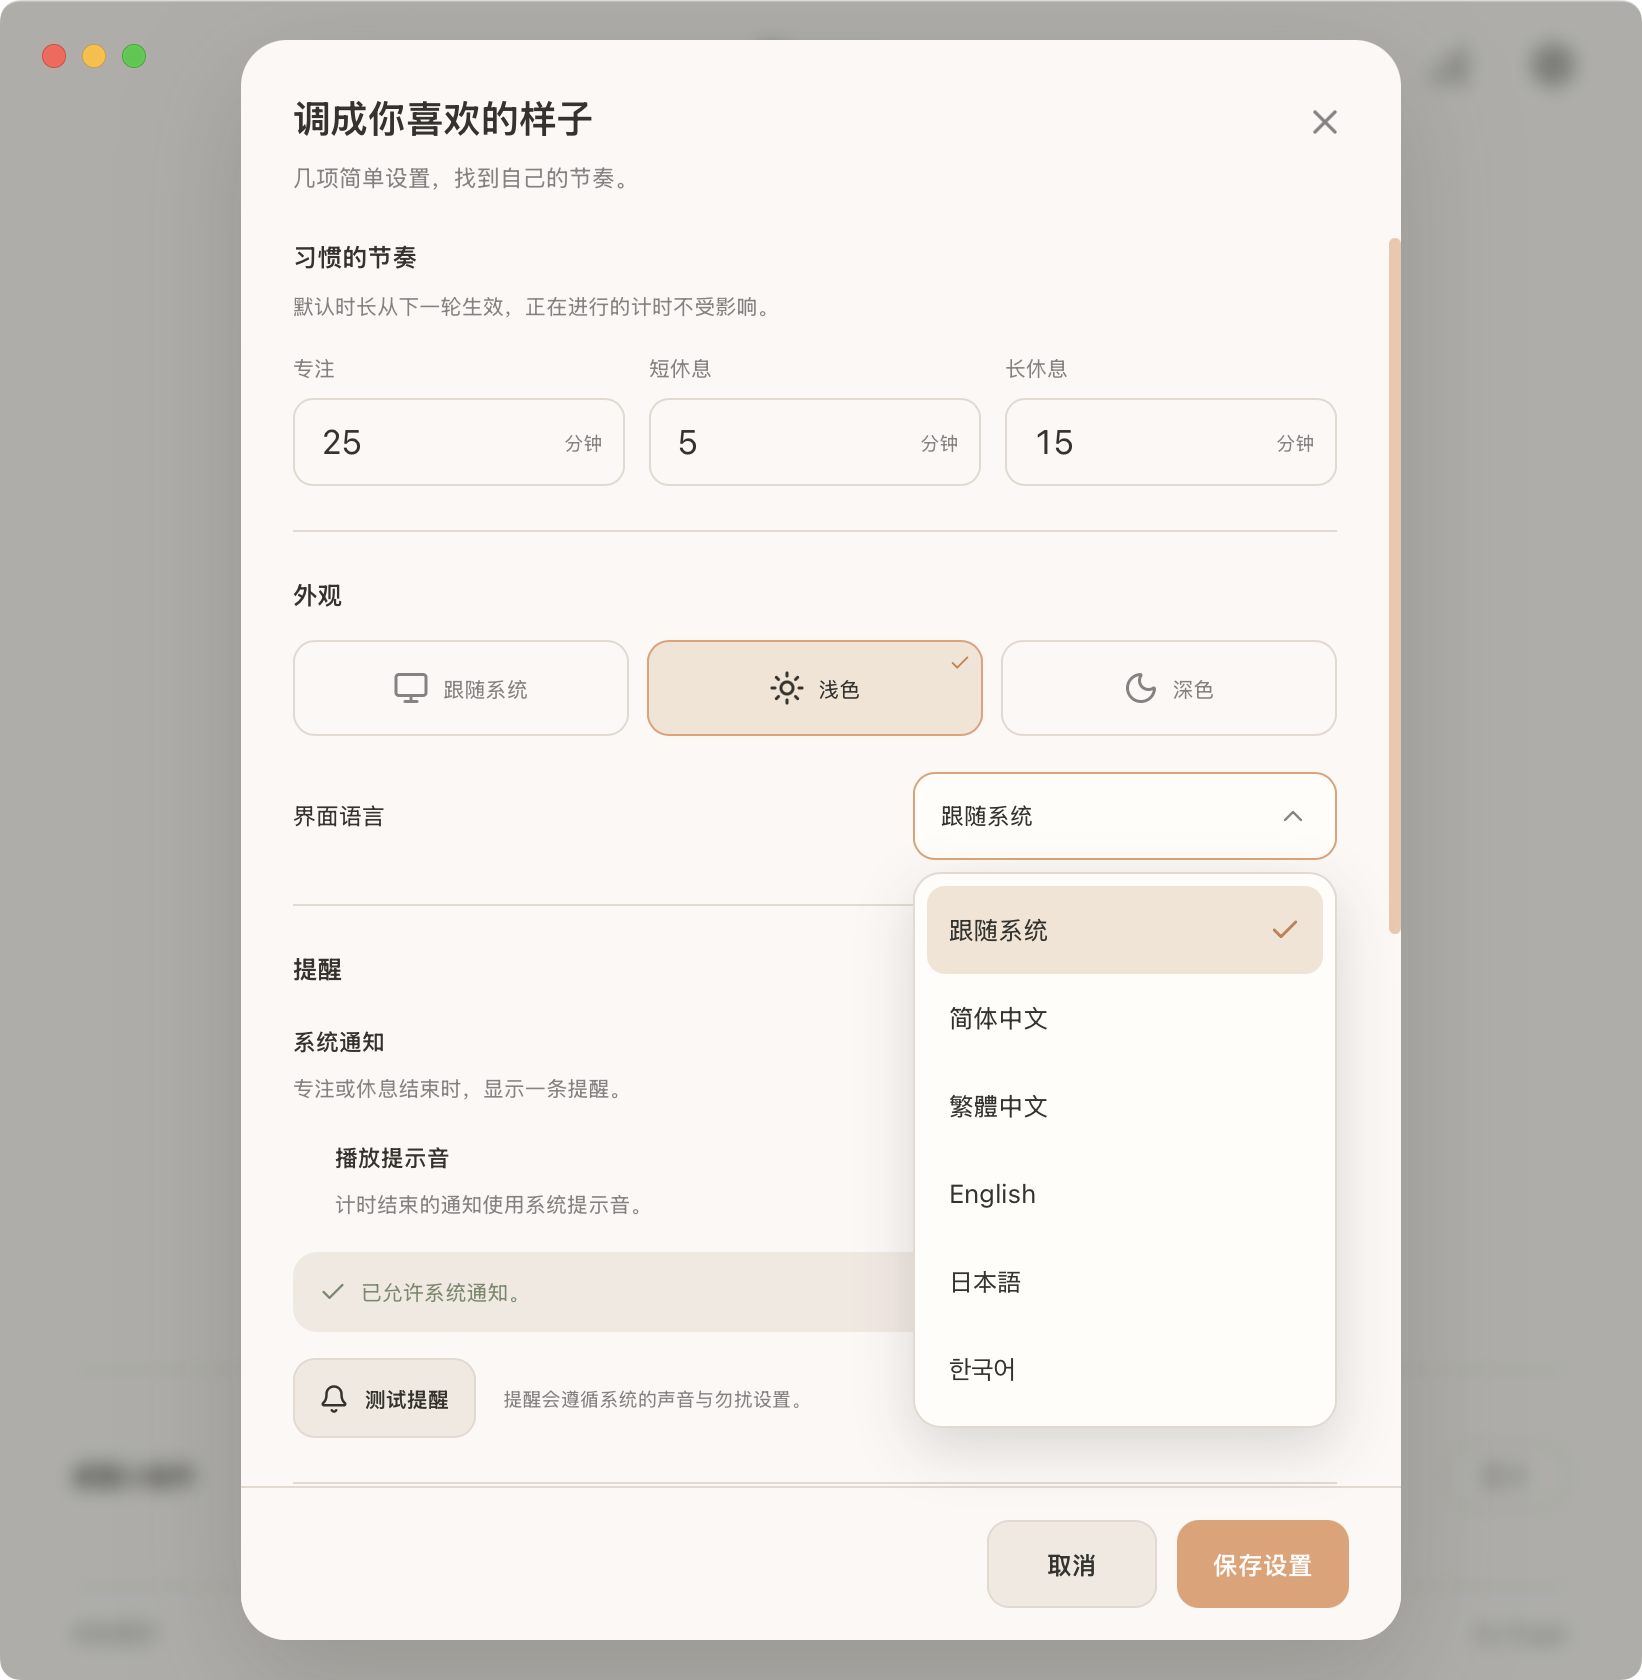 调成你喜欢的样子
几项简单设置，找到自己的节奏。
习惯的节奏
默认时长从下一轮生效，正在进行的计时不受影响。
专注 短休息 长休息
25 分钟 5 分钟 15 分钟
外观
跟随系统 浅色 深色
界面语言 跟随系统
跟随系统
简体中文
繁體中文
English
日本語
한국어
提醒
系统通知
专注或休息结束时，显示一条提醒。
播放提示音
计时结束的通知使用系统提示音。
已允许系统通知。
测试提醒 提醒会遵循系统的声音与勿扰设置。
取消 保存设置